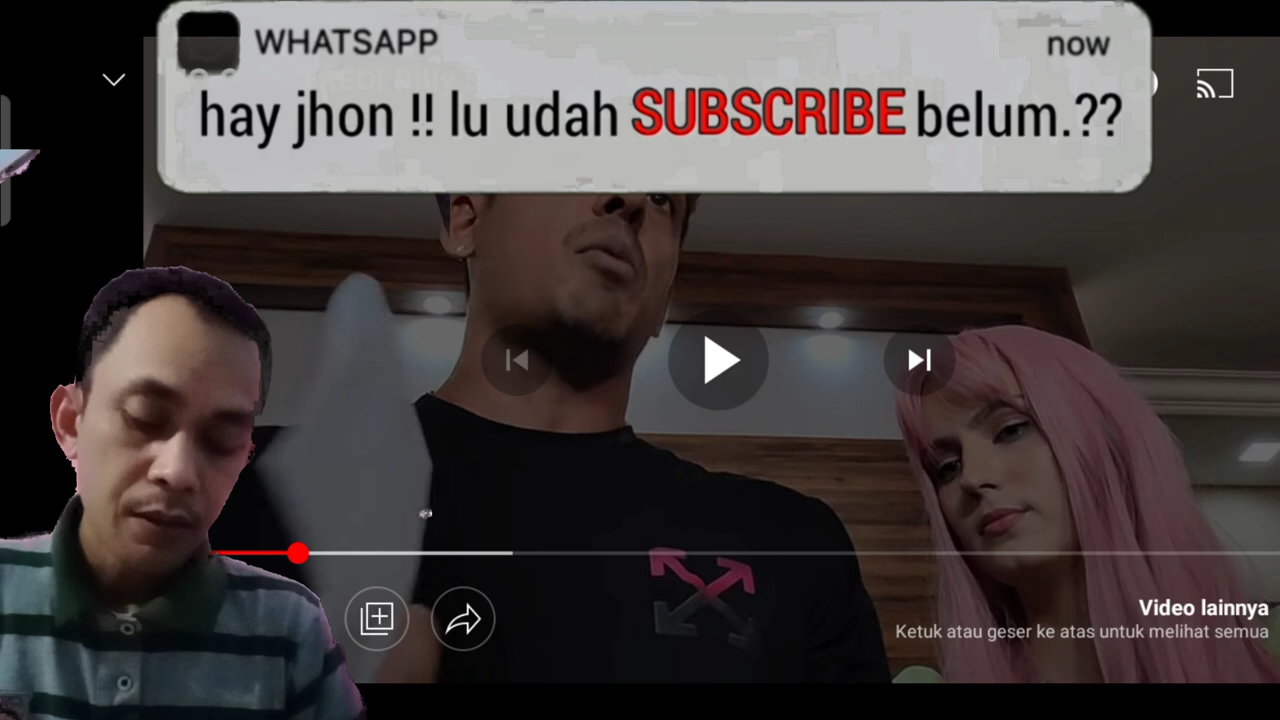 WHATSAPP
now
hay jhon !! lu udah SUBSCRIBE belum.??
Video lainnya
Ketuk atau geser ke atas untuk melihat semua